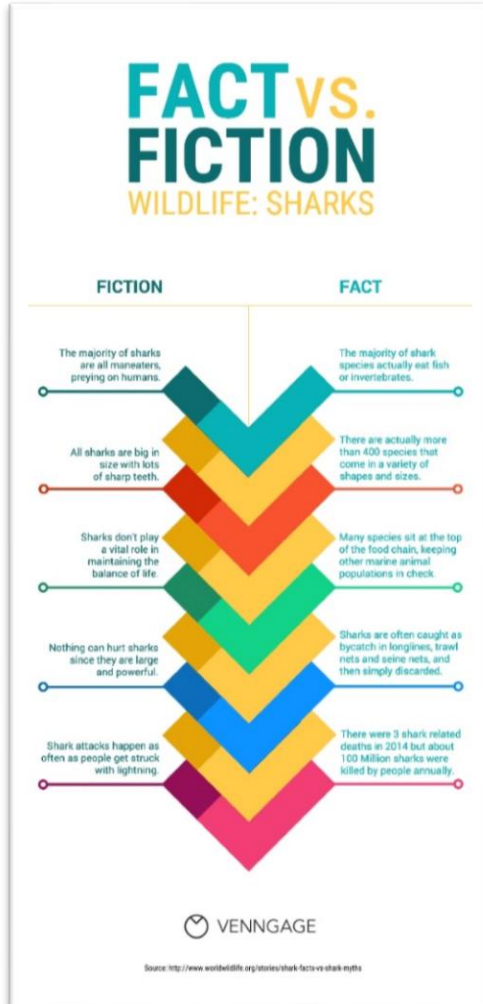 FACT VS.
FICTION
WILDLIFE: SHARKS
FICTION
FACT
The majority of sharks
are all maneaters,
preying on humans.
The majority of shark
species actually eat fish
or invertebrates.
All sharks are big in
size with lots
of sharp teeth.
There are actually more
than 400 species that
come in a variety of
shapes and sizes.
Sharks don't play
a vital role in
maintaining the
balance of life.
Many species sit at the top
of the food chain, keeping
other marine animal
populations in check.
Nothing can hurt sharks
since they are large
and powerful.
Sharks are often caught as
bycatch in longlines, trawl
nets and seine nets, and
then simply discarded.
Shark attacks happen as
often as people get struck
with lightning.
There were 3 shark related
deaths in 2014 but about
100 Million sharks were
killed by people annually.
VENNGAGE
Source: http://www.worldwildlife.org/stories/shark-facts-vs-shark-myths